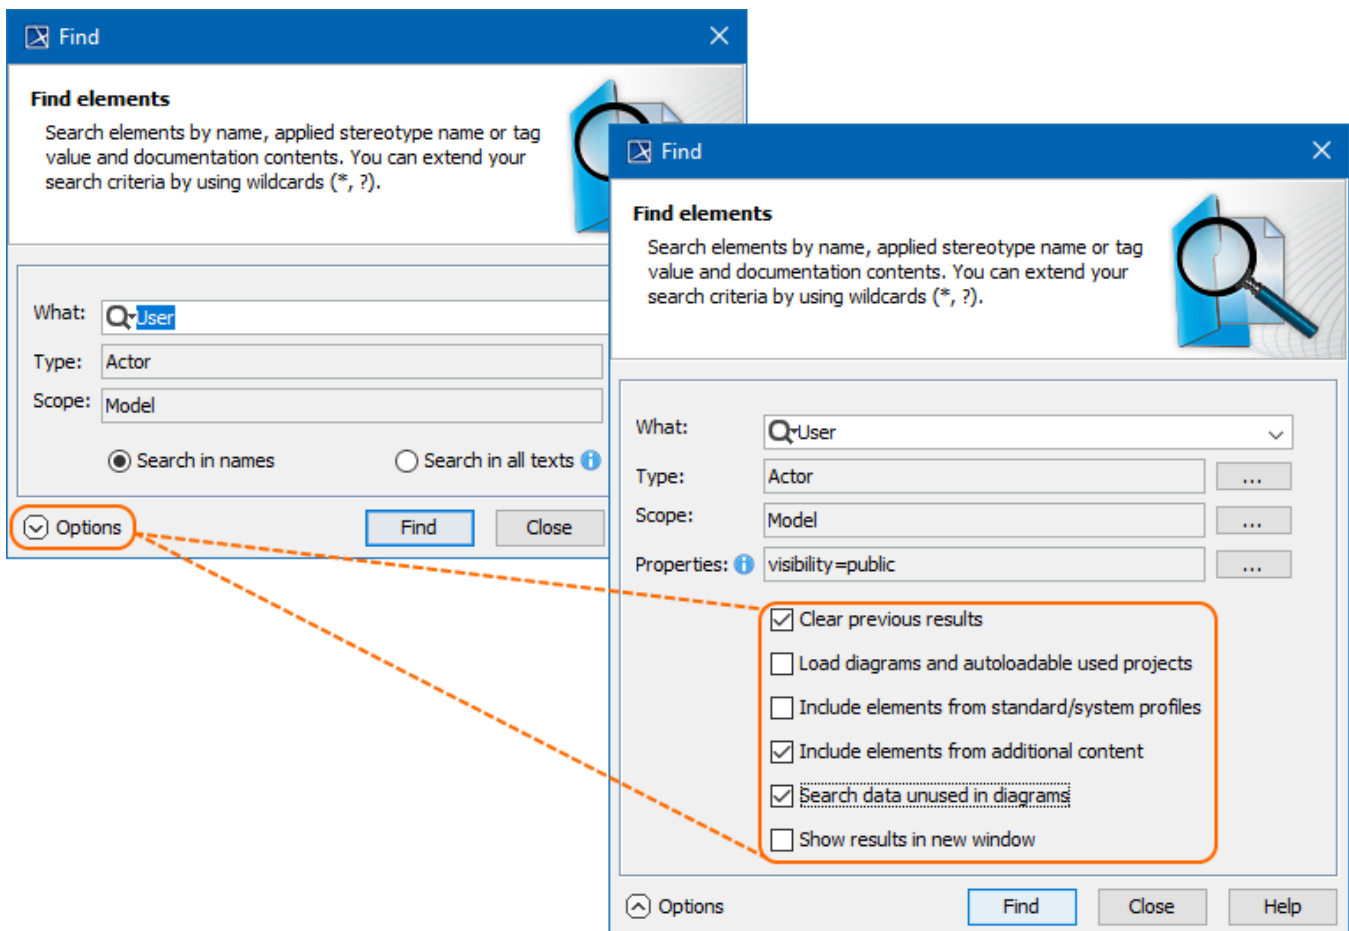 Find
Find elements
Search elements by name, applied stereotype name or tag
value and documentation contents. You can extend your
search criteria by using wildcards (*, ?).
What: User
Type: Actor
Scope: Model
Search in names Search in all texts
Options Find Close
Find
Find elements
Search elements by name, applied stereotype name or tag
value and documentation contents. You can extend your
search criteria by using wildcards (*, ?).
What: User
Type: Actor ...
Scope: Model ...
Properties: visibility=public ...
Clear previous results
Load diagrams and autoloadable used projects
Include elements from standard/system profiles
Include elements from additional content
Search data unused in diagrams
Show results in new window
Options Find Close Help